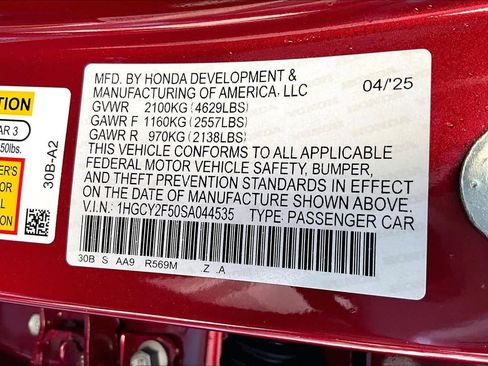 MFD. BY HONDA DEVELOPMENT &
MANUFACTURING OF AMERICA, LLC 04/'25
GVWR 2100KG (4629LBS)
GAWR F 1160KG (2557LBS)
GAWR R 970KG (2138LBS)
THIS VEHICLE CONFORMS TO ALL APPLICABLE
FEDERAL MOTOR VEHICLE SAFETY, BUMPER,
AND THEFT PREVENTION STANDARDS IN EFFECT
ON THE DATE OF MANUFACTURE SHOWN ABOVE.
V.I.N.: 1HGCY2F50SA044535 TYPE: PASSENGER CAR
30B S AA9 R569M .Z .A
30B-A2
TION
AR 3
50lbs.